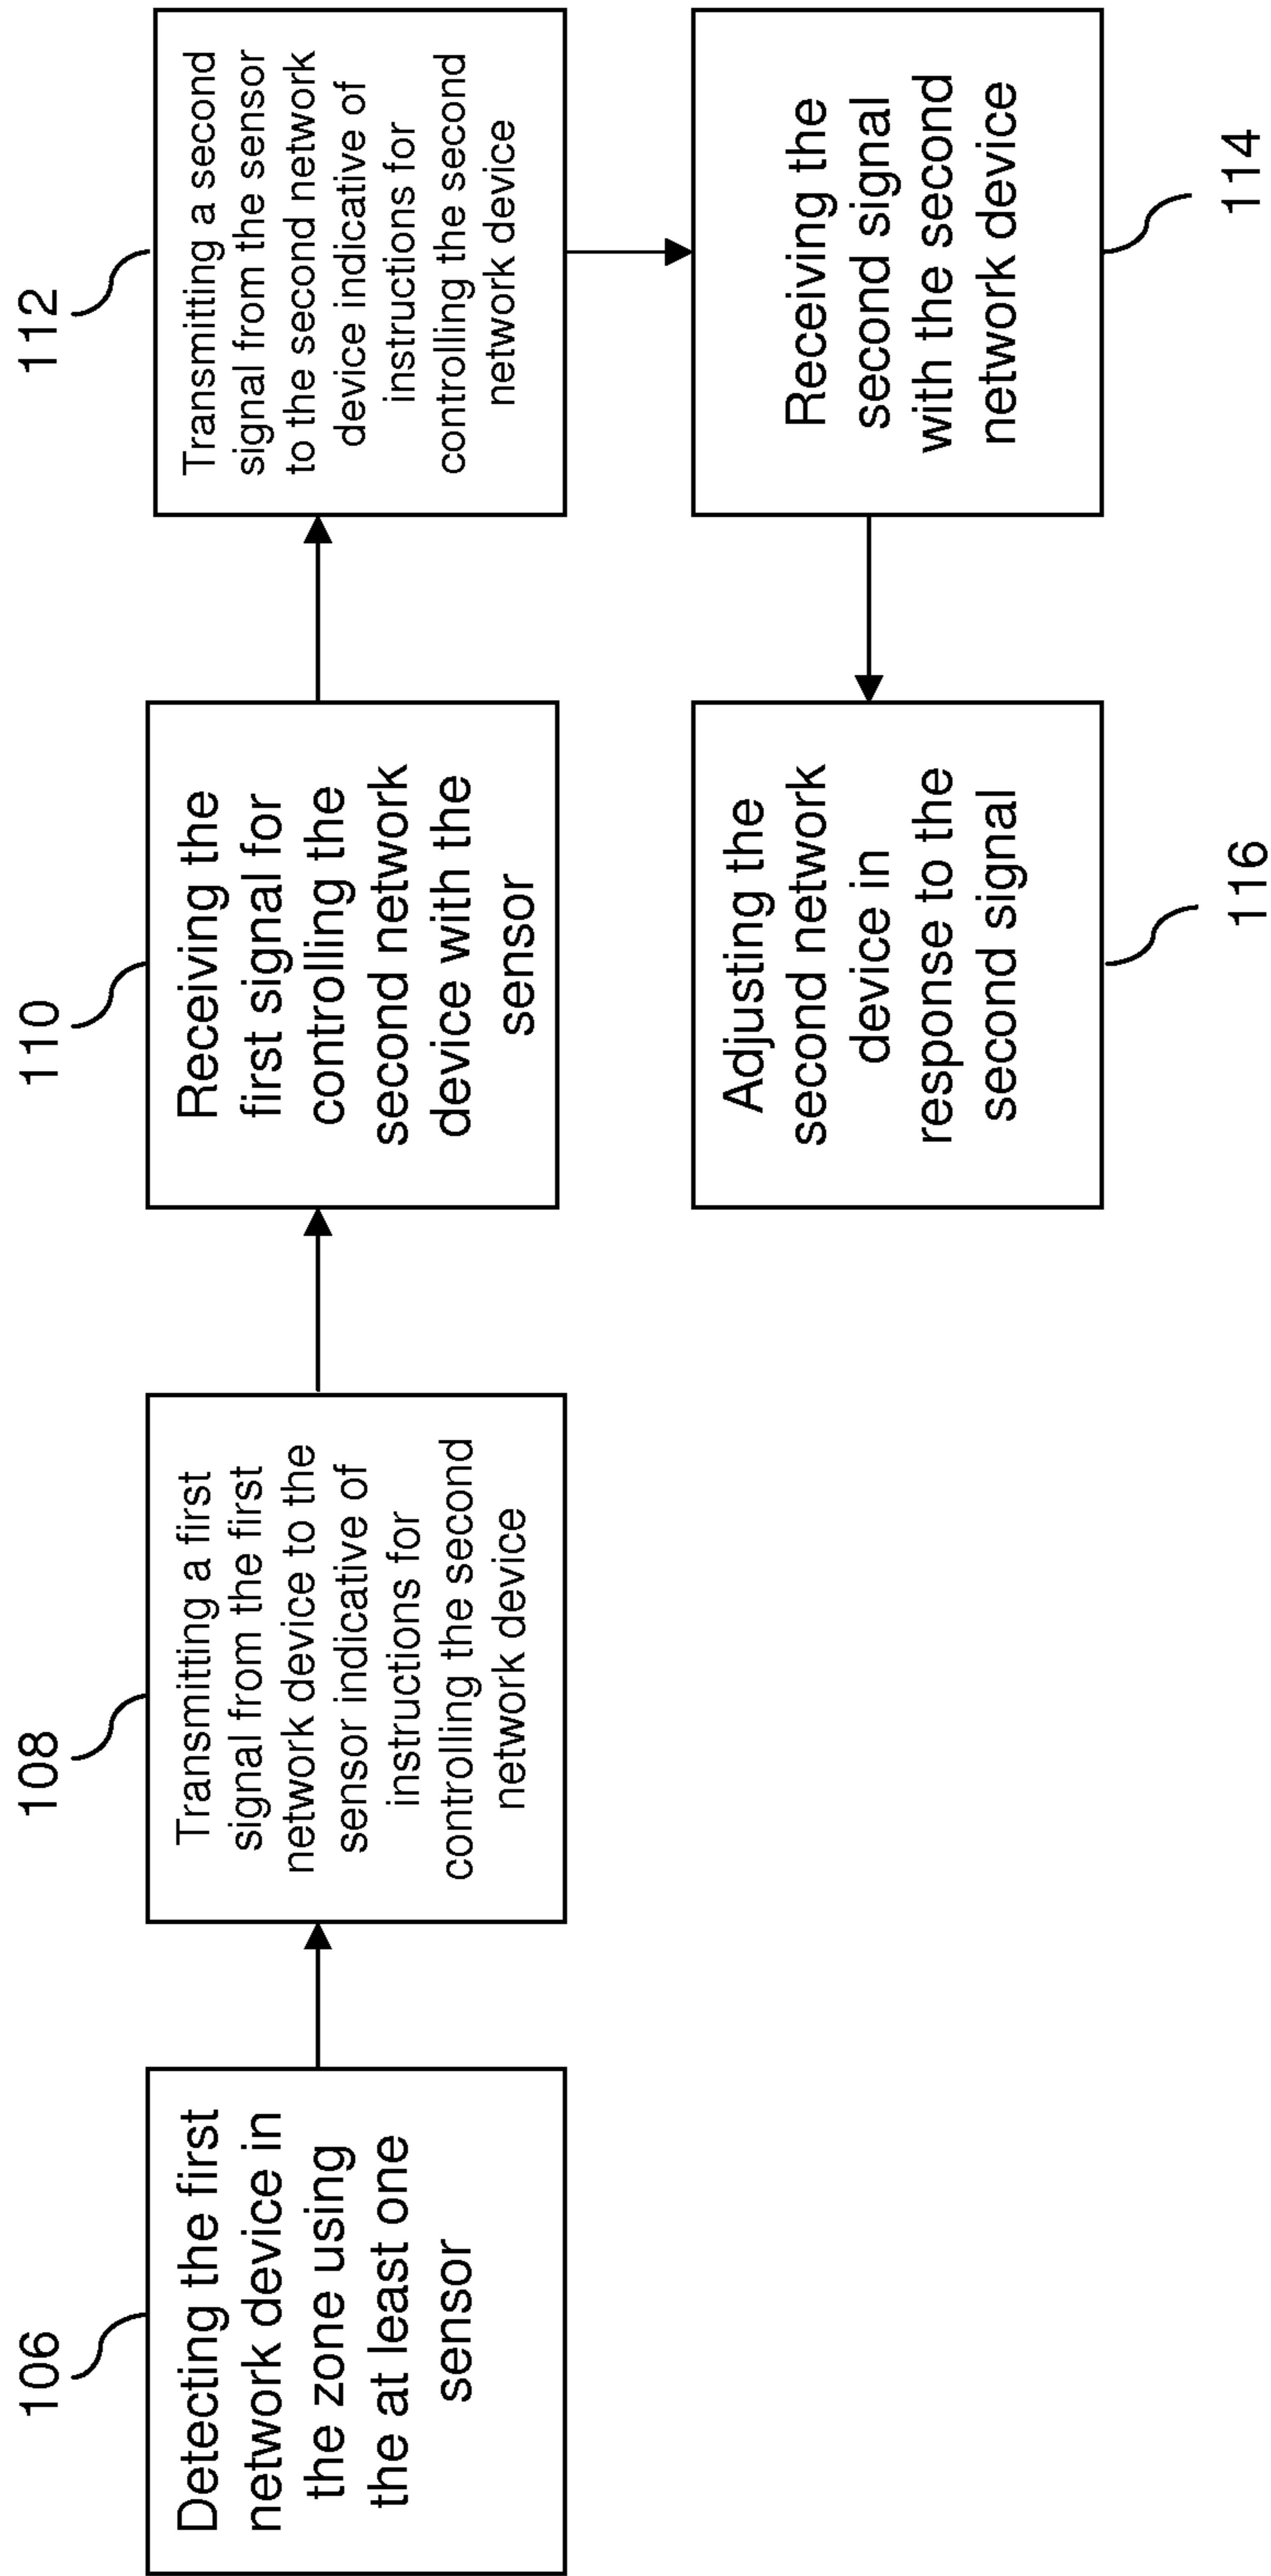 106
Detecting the first
network device in
the zone using
the at least one
sensor
108
Transmitting a first
signal from the first
network device to the
sensor indicative of
instructions for
controlling the second
network device
110
Receiving the
first signal for
controlling the
second network
device with the
sensor
112
Transmitting a second
signal from the sensor
to the second network
device indicative of
instructions for
controlling the second
network device
Receiving the
second signal
with the second
network device
114
Adjusting the
second network
device in
response to the
second signal
116